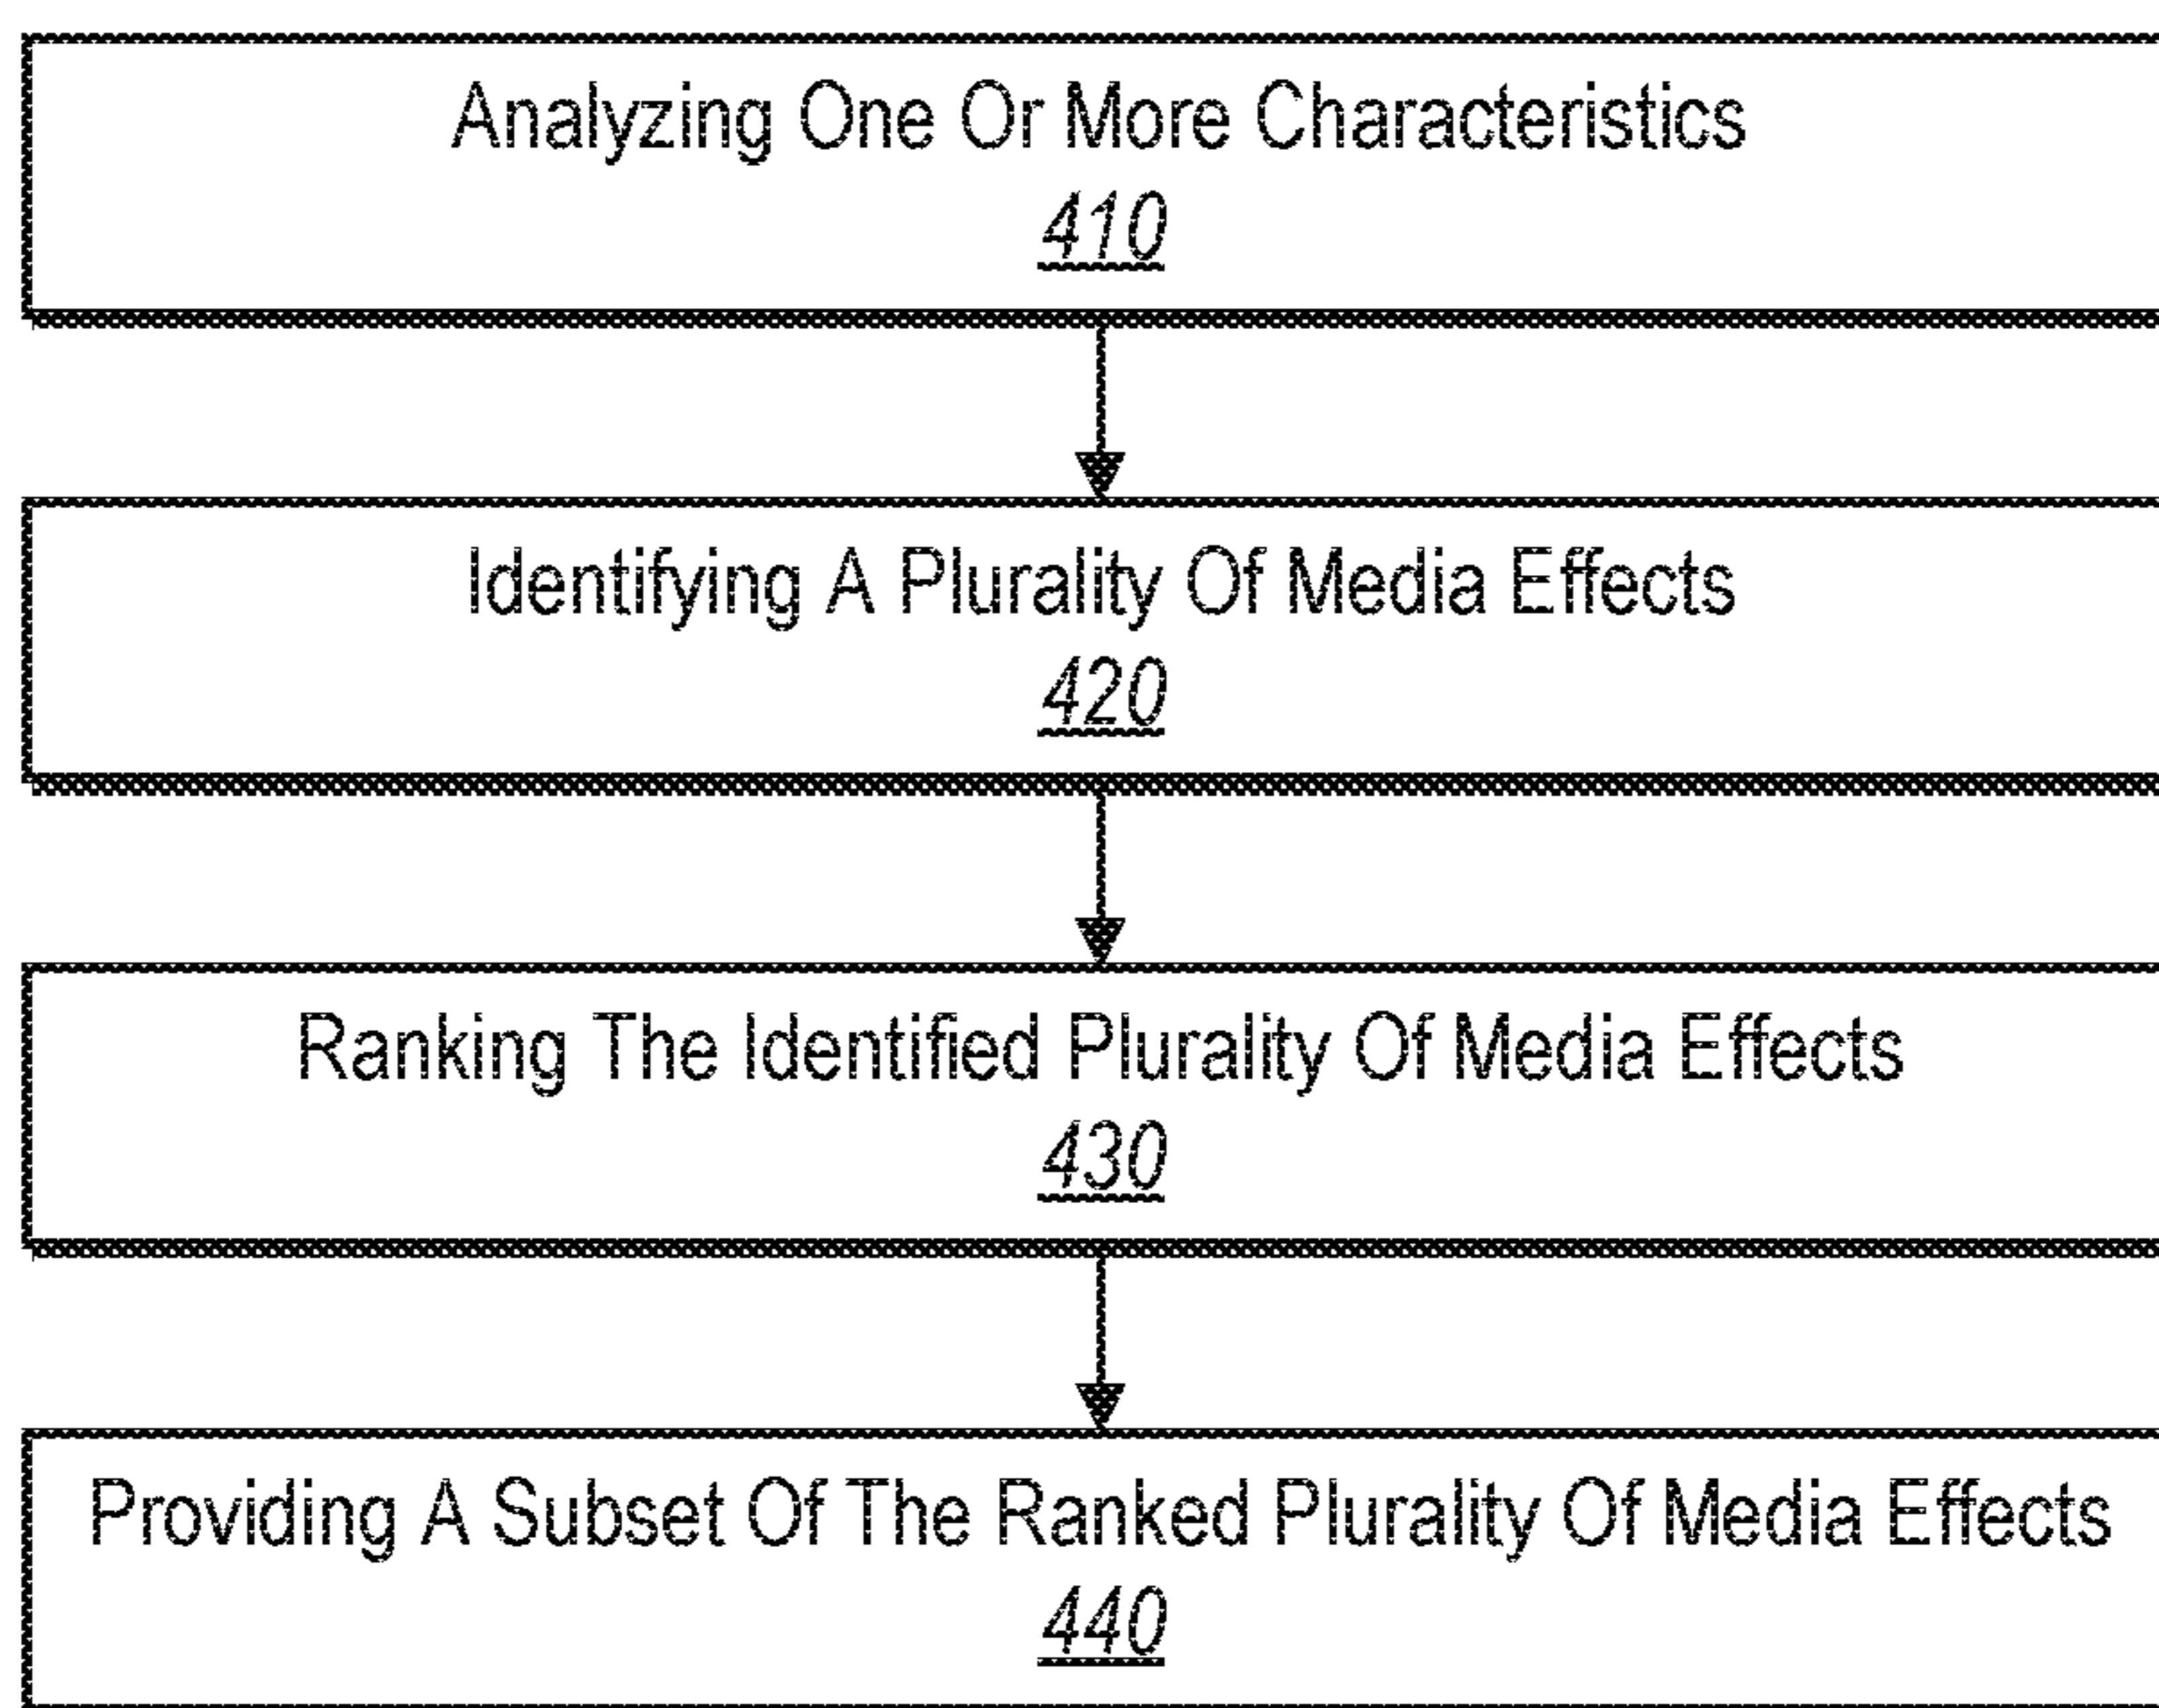 Analyzing One Or More Characteristics
410
Identifying A Plurality Of Media Effects
420
Ranking The Identified Plurality Of Media Effects
430
Providing A Subset Of The Ranked Plurality Of Media Effects
440